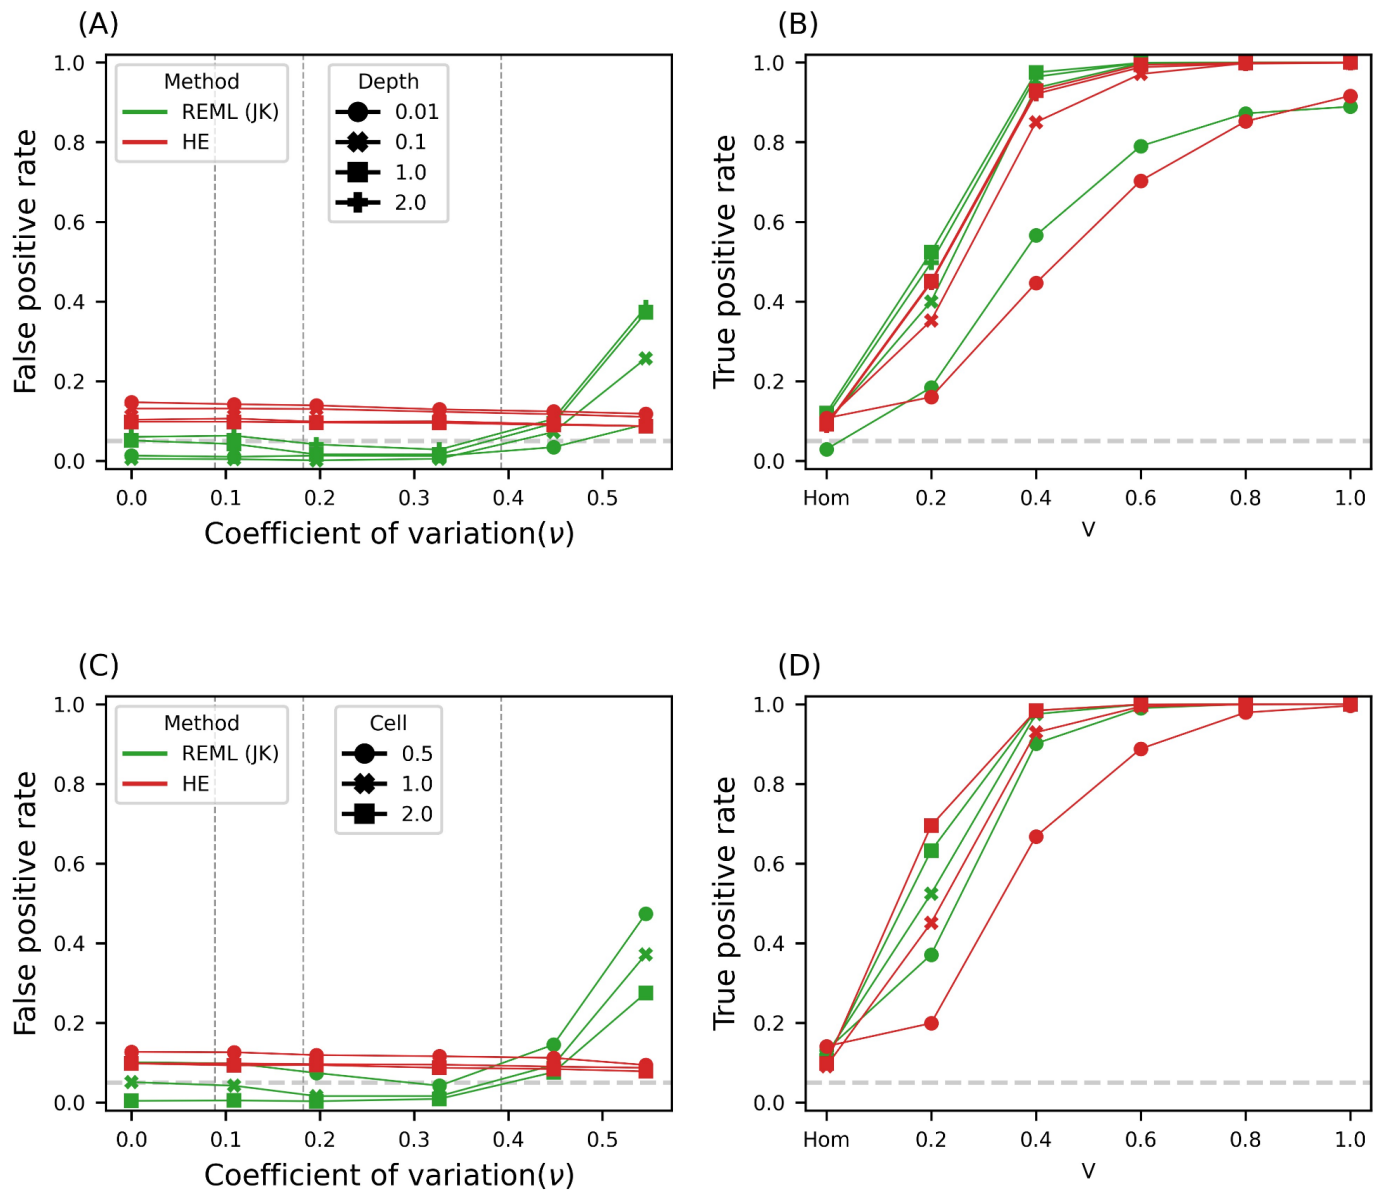 (A)
False positive rate
1.0
0.8
0.6
0.4
0.2
0.0
Method
REML (JK)
HE
Depth
0.01
0.1
1.0
2.0
0.0 0.1 0.2 0.3 0.4 0.5
Coefficient of variation(ν)
(B)
True positive rate
1.0
0.8
0.6
0.4
0.2
0.0
Hom 0.2 0.4 0.6 0.8 1.0
V
(C)
False positive rate
1.0
0.8
0.6
0.4
0.2
0.0
Method
REML (JK)
HE
Cell
0.5
1.0
2.0
0.0 0.1 0.2 0.3 0.4 0.5
Coefficient of variation(ν)
(D)
True positive rate
1.0
0.8
0.6
0.4
0.2
0.0
Hom 0.2 0.4 0.6 0.8 1.0
V